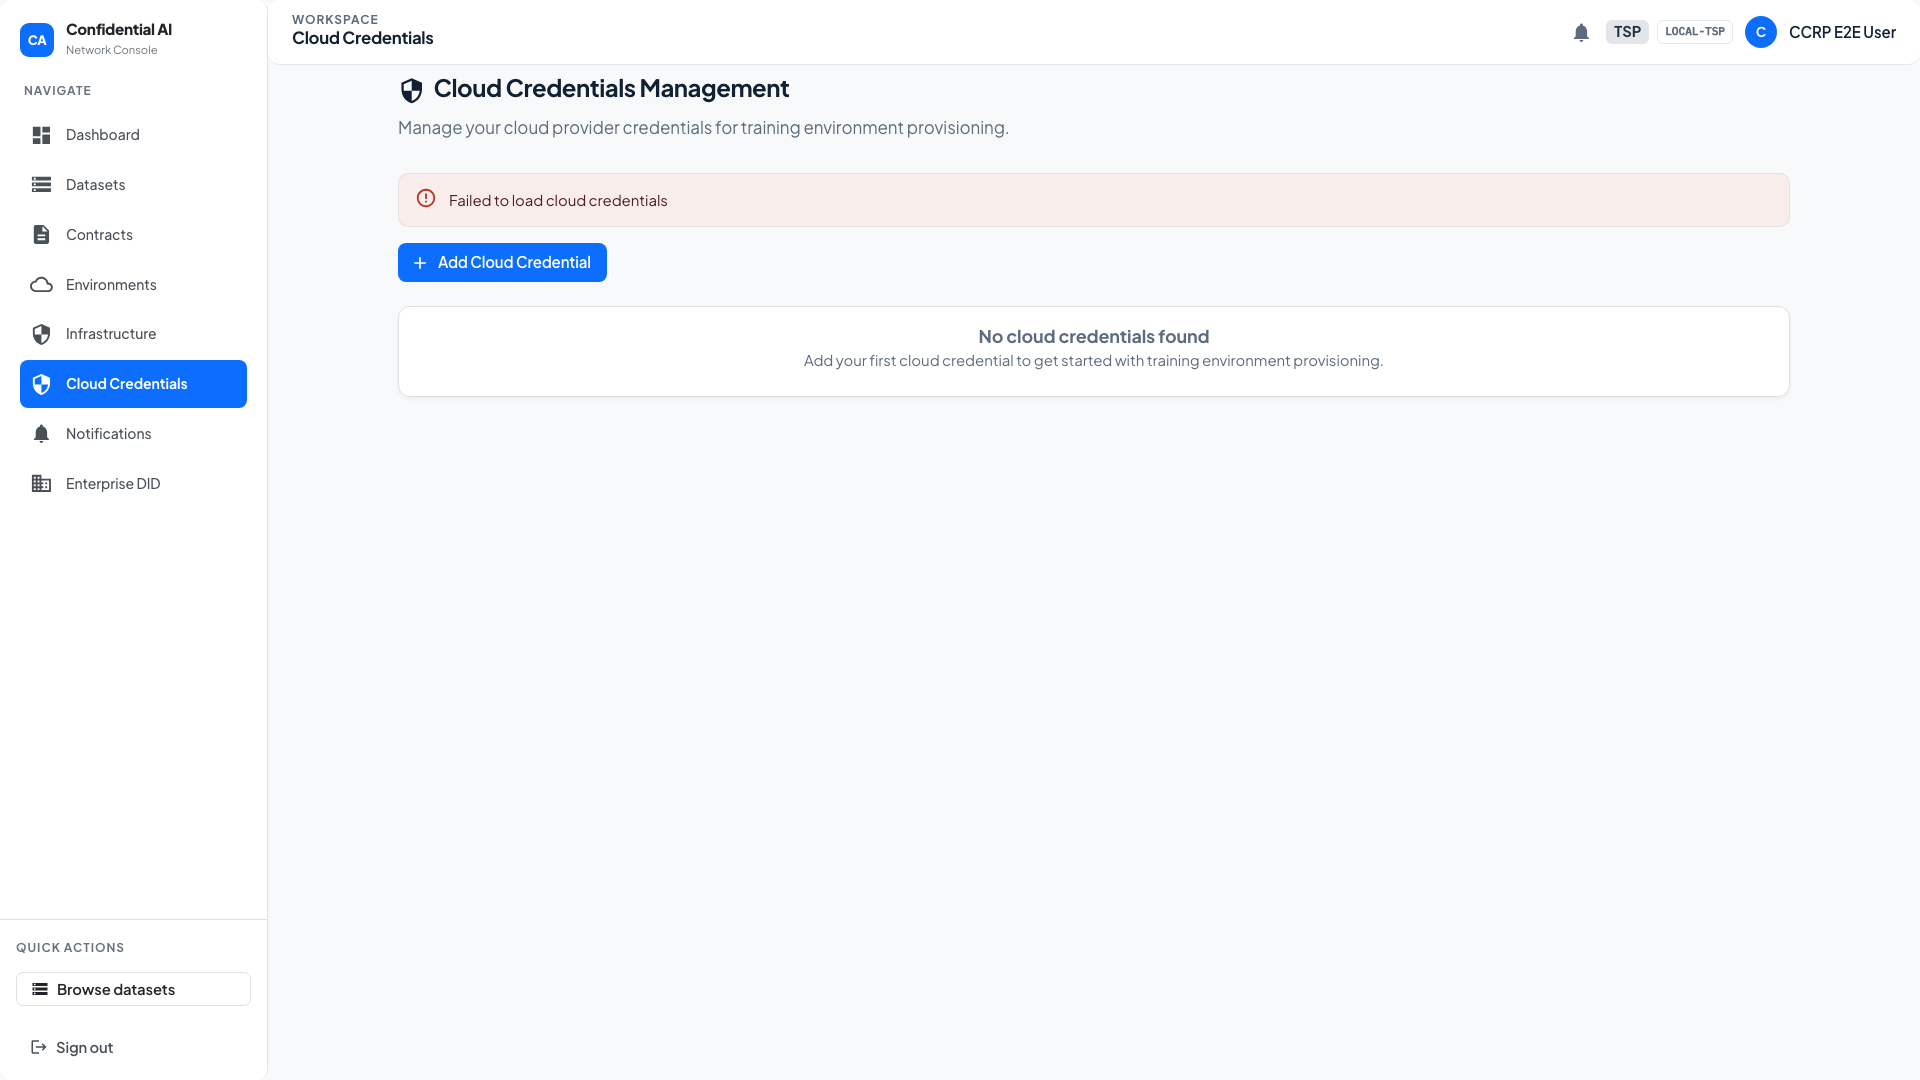 CA
Confidential AI
Network Console
NAVIGATE
Dashboard
Datasets
Contracts
Environments
Infrastructure
Cloud Credentials
Notifications
Enterprise DID
QUICK ACTIONS
Browse datasets
Sign out
WORKSPACE
Cloud Credentials
TSP
LOCAL-TSP
C
CCRP E2E User
Cloud Credentials Management
Manage your cloud provider credentials for training environment provisioning.
Failed to load cloud credentials
Add Cloud Credential
No cloud credentials found
Add your first cloud credential to get started with training environment provisioning.